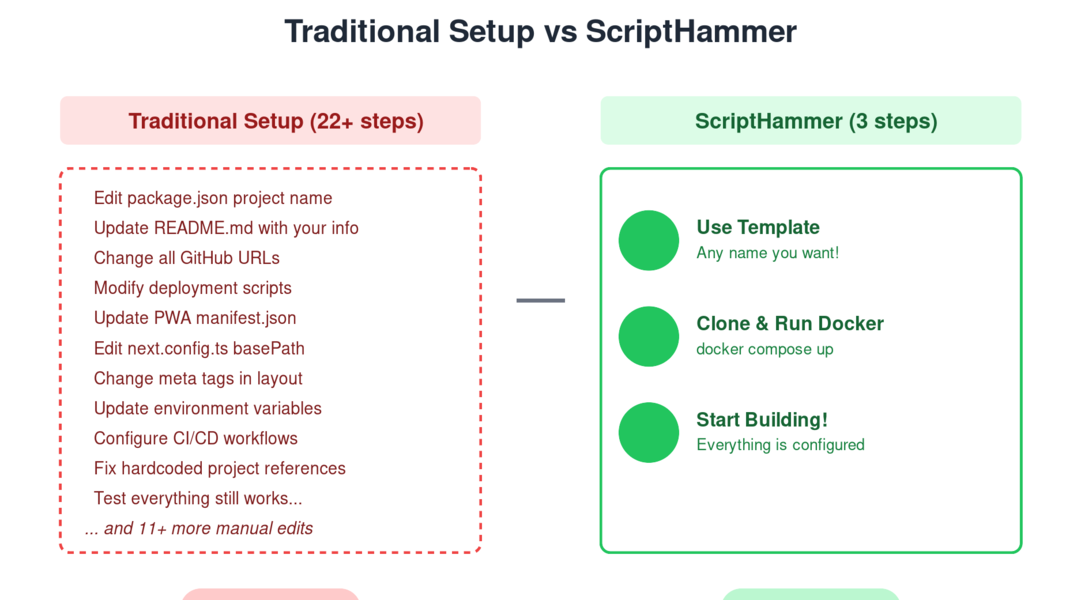 Traditional Setup vs ScriptHammer
Traditional Setup (22+ steps)
Edit package.json project name
Update README.md with your info
Change all GitHub URLs
Modify deployment scripts
Update PWA manifest.json
Edit next.config.ts basePath
Change meta tags in layout
Update environment variables
Configure CI/CD workflows
Fix hardcoded project references
Test everything still works...
... and 11+ more manual edits
ScriptHammer (3 steps)
Use Template
Any name you want!
Clone & Run Docker
docker compose up
Start Building!
Everything is configured